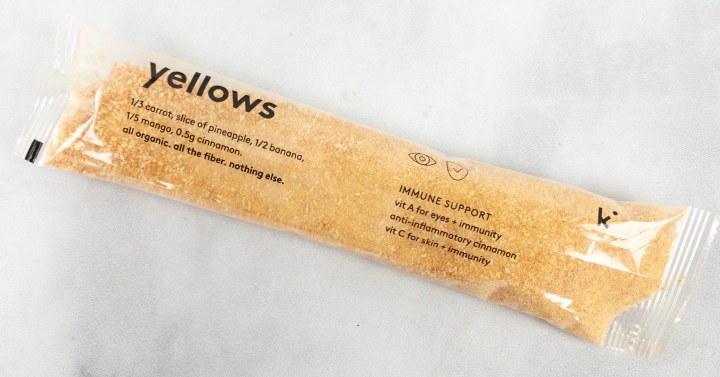 yellows
1/3 carrot, slice of pineapple, 1/2 banana,
1/5 mango, 0.5g cinnamon.
all organic. all the fiber. nothing else.
IMMUNE SUPPORT
vit A for eyes + immunity
anti-inflammatory cinnamon
vit C for skin + immunity
k